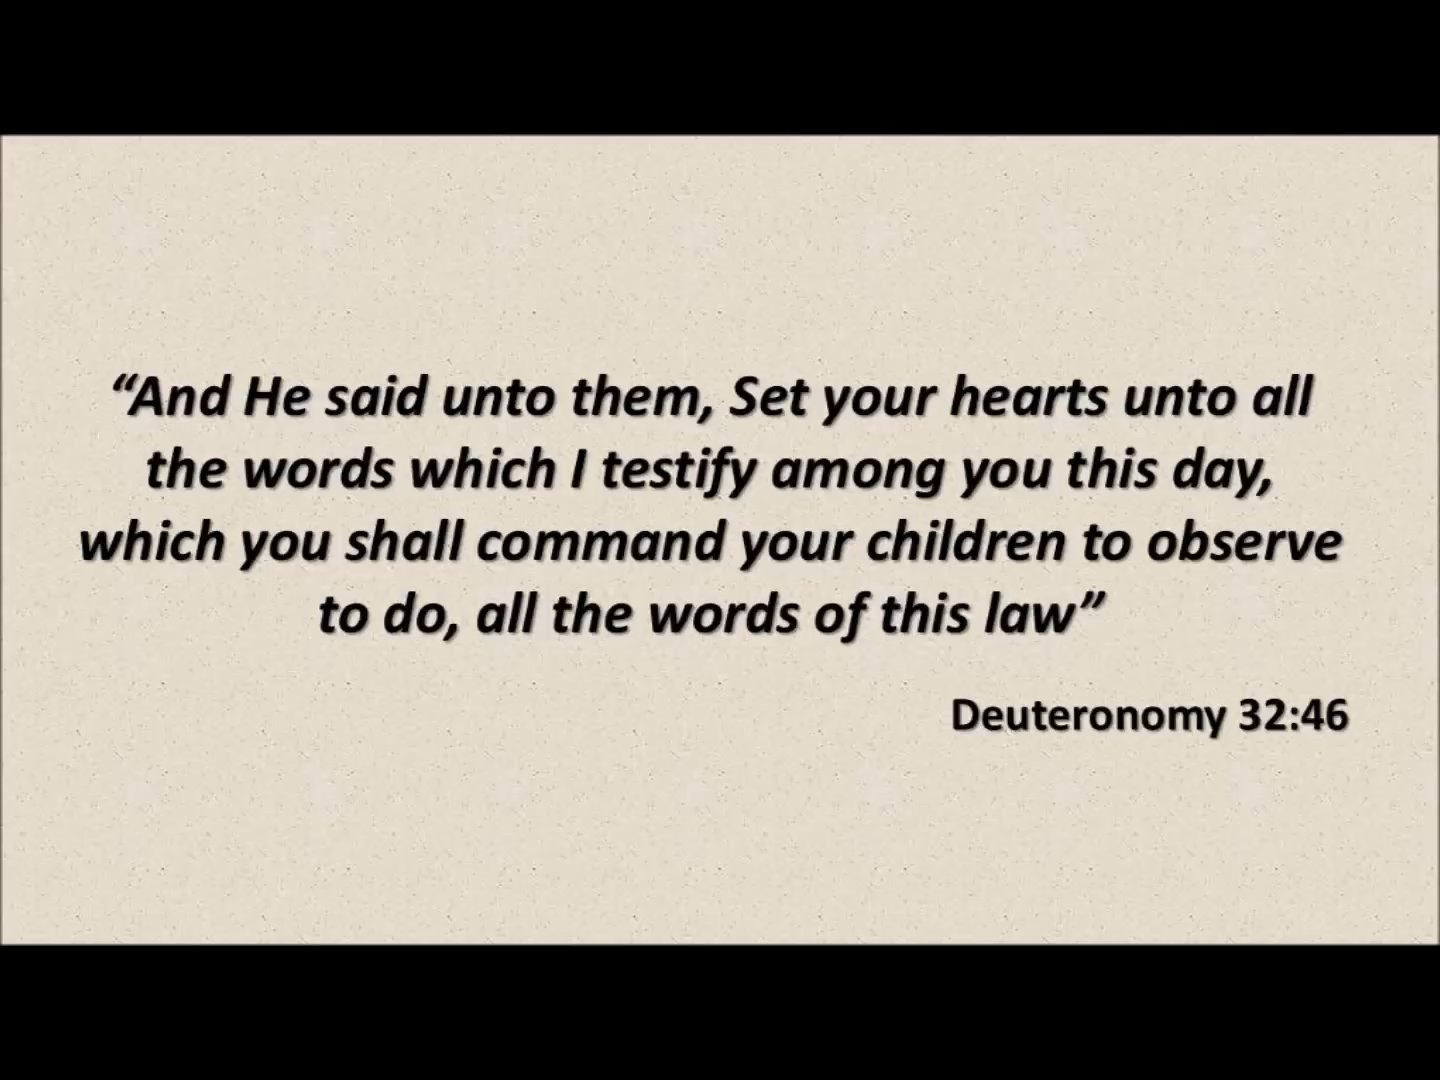 “And He said unto them, Set your hearts unto all
the words which I testify among you this day,
which you shall command your children to observe
to do, all the words of this law”
Deuteronomy 32:46